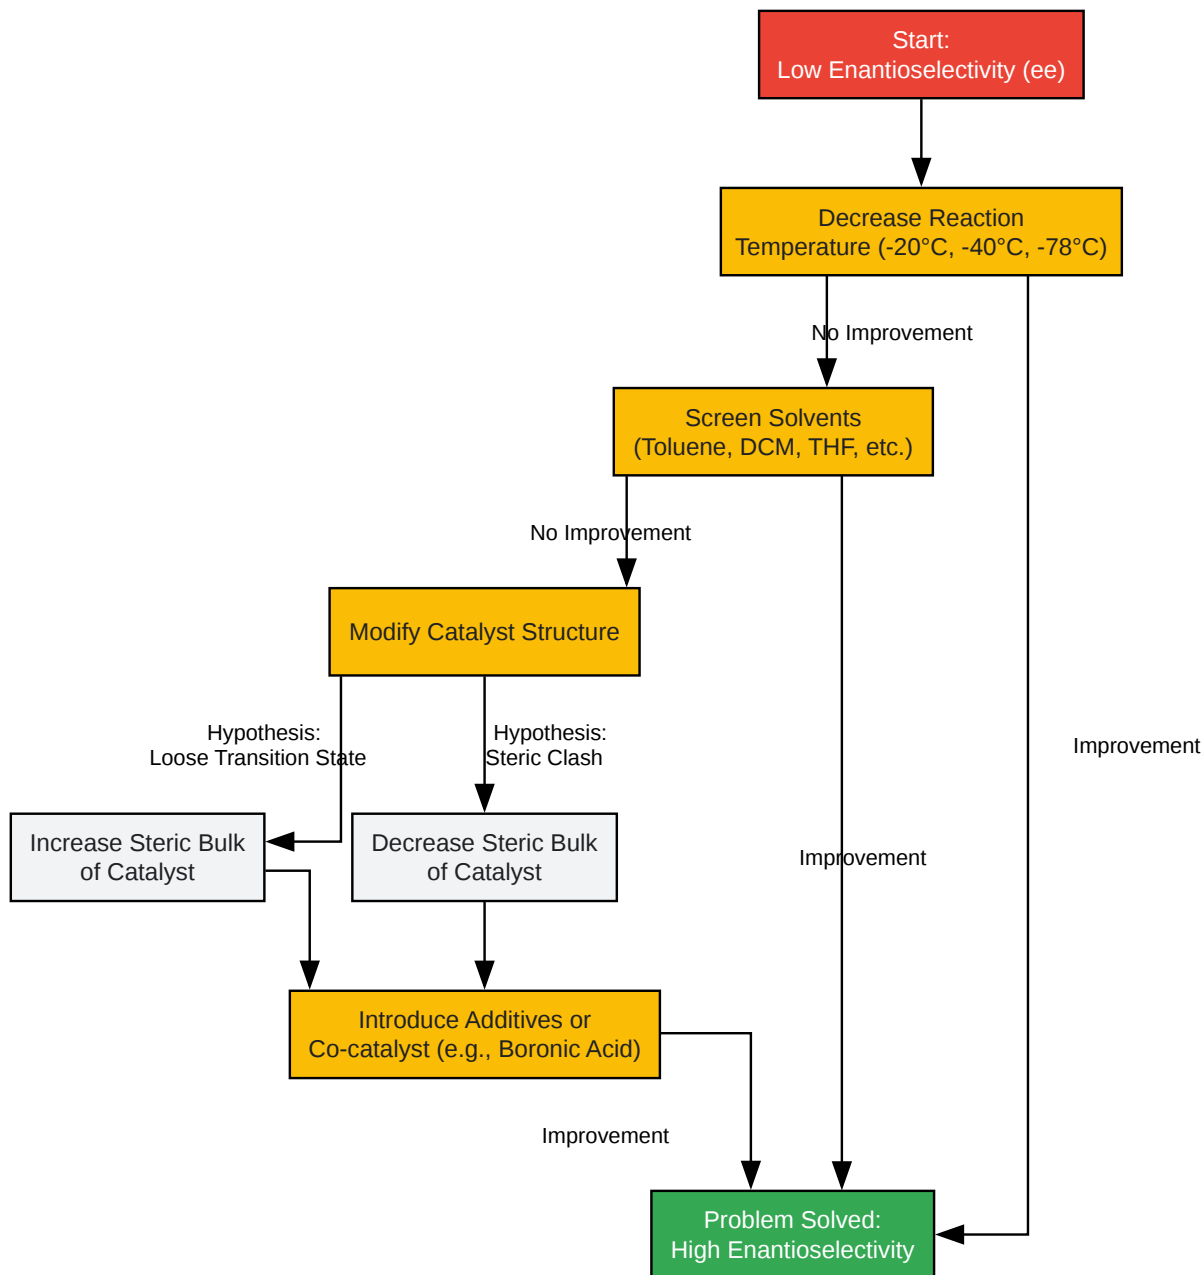 Start:
Low Enantioselectivity (ee)
Decrease Reaction
Temperature (-20°C, -40°C, -78°C)
No Improvement
Screen Solvents
(Toluene, DCM, THF, etc.)
No Improvement
Modify Catalyst Structure
Hypothesis:
Loose Transition State
Hypothesis:
Steric Clash
Improvement
Increase Steric Bulk
of Catalyst
Decrease Steric Bulk
of Catalyst
Improvement
Introduce Additives or
Co-catalyst (e.g., Boronic Acid)
Improvement
Problem Solved:
High Enantioselectivity